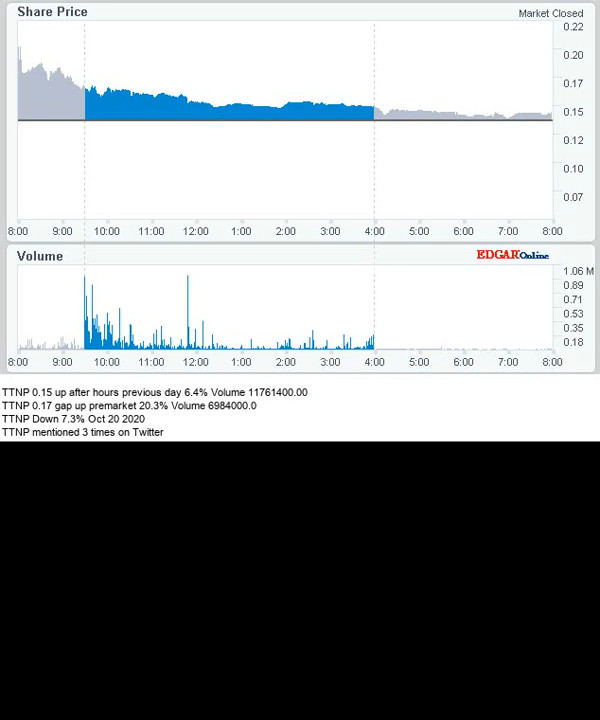 Share Price
Market Closed
0.22
0.20
0.17
0.15
0.12
0.10
0.07
8:00 9:00 10:00 11:00 12:00 1:00 2:00 3:00 4:00 5:00 6:00 7:00 8:00
Volume
EDGAROnline
1.06 M
0.89
0.71
0.53
0.35
0.18
8:00 9:00 10:00 11:00 12:00 1:00 2:00 3:00 4:00 5:00 6:00 7:00 8:00
TTNP 0.15 up after hours previous day 6.4% Volume 11761400.00
TTNP 0.17 gap up premarket 20.3% Volume 6984000.0
TTNP Down 7.3% Oct 20 2020
TTNP mentioned 3 times on Twitter